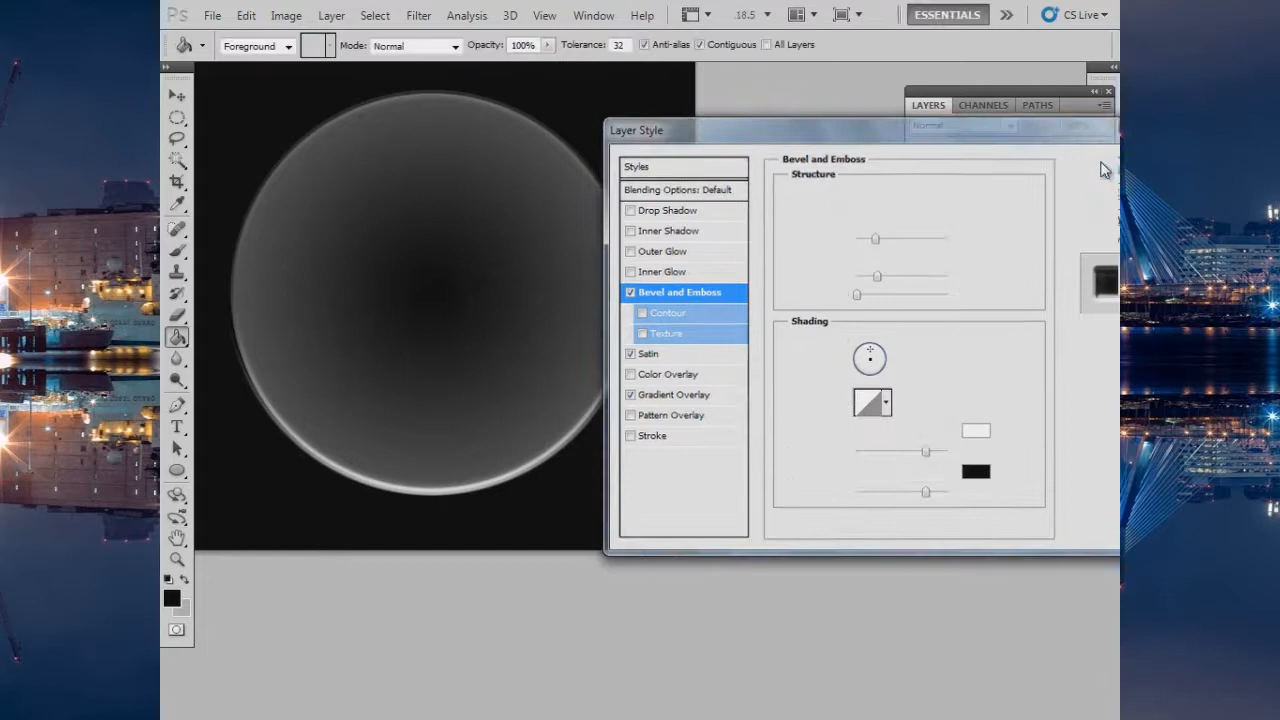 Ps File Edit Image Layer Select Filter Analysis 3D View Window Help 18.5 ESSENTIALS CS Live
Foreground Mode: Normal Opacity: 100% Tolerance: 32 Anti-alias Contiguous All Layers
LAYERS CHANNELS PATHS
Normal
Layer Style
Styles
Blending Options: Default
Drop Shadow
Inner Shadow
Outer Glow
Inner Glow
Bevel and Emboss
Contour
Texture
Satin
Color Overlay
Gradient Overlay
Pattern Overlay
Stroke
Bevel and Emboss
Structure
Shading